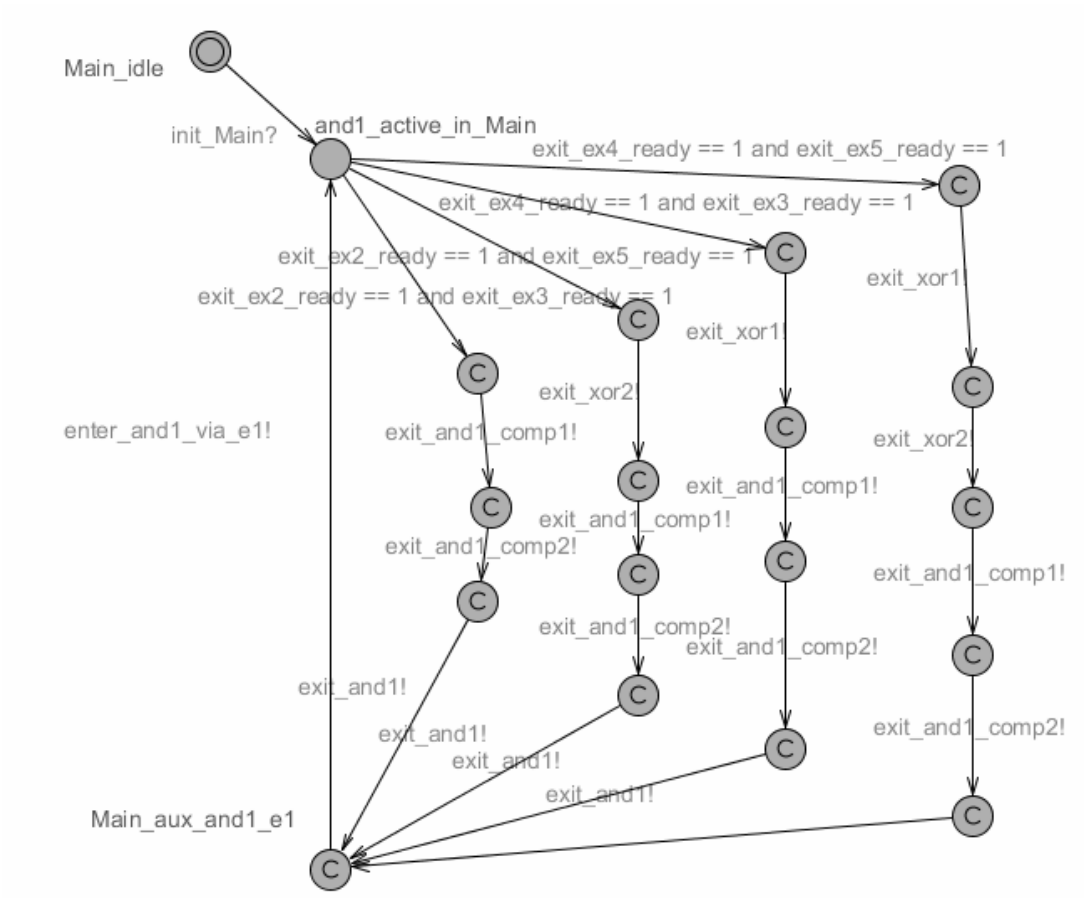 Main_idle
init_Main?
and1_active_in_Main
exit_ex4_ready == 1 and exit_ex5_ready == 1
C
exit_ex4_ready == 1 and exit_ex3_ready == 1
C
exit_ex2_ready == 1 and exit_ex5_ready == 1
exit_xor1!
exit_ex2_ready == 1 and exit_ex3_ready == 1
C
exit_xor1!
C
C
exit_xor2!
enter_and1_via_e1!
exit_and1_comp1!
C
exit_xor2!
C
exit_and1_comp1!
C
C
exit_and1_comp1!
exit_and1_comp2!
C
C
exit_and1_comp1!
C
exit_and1_comp2!
exit_and1_comp2!
C
exit_and1!
C
exit_and1_comp2!
exit_and1!
C
exit_and1!
exit_and1!
Main_aux_and1_e1
C
C